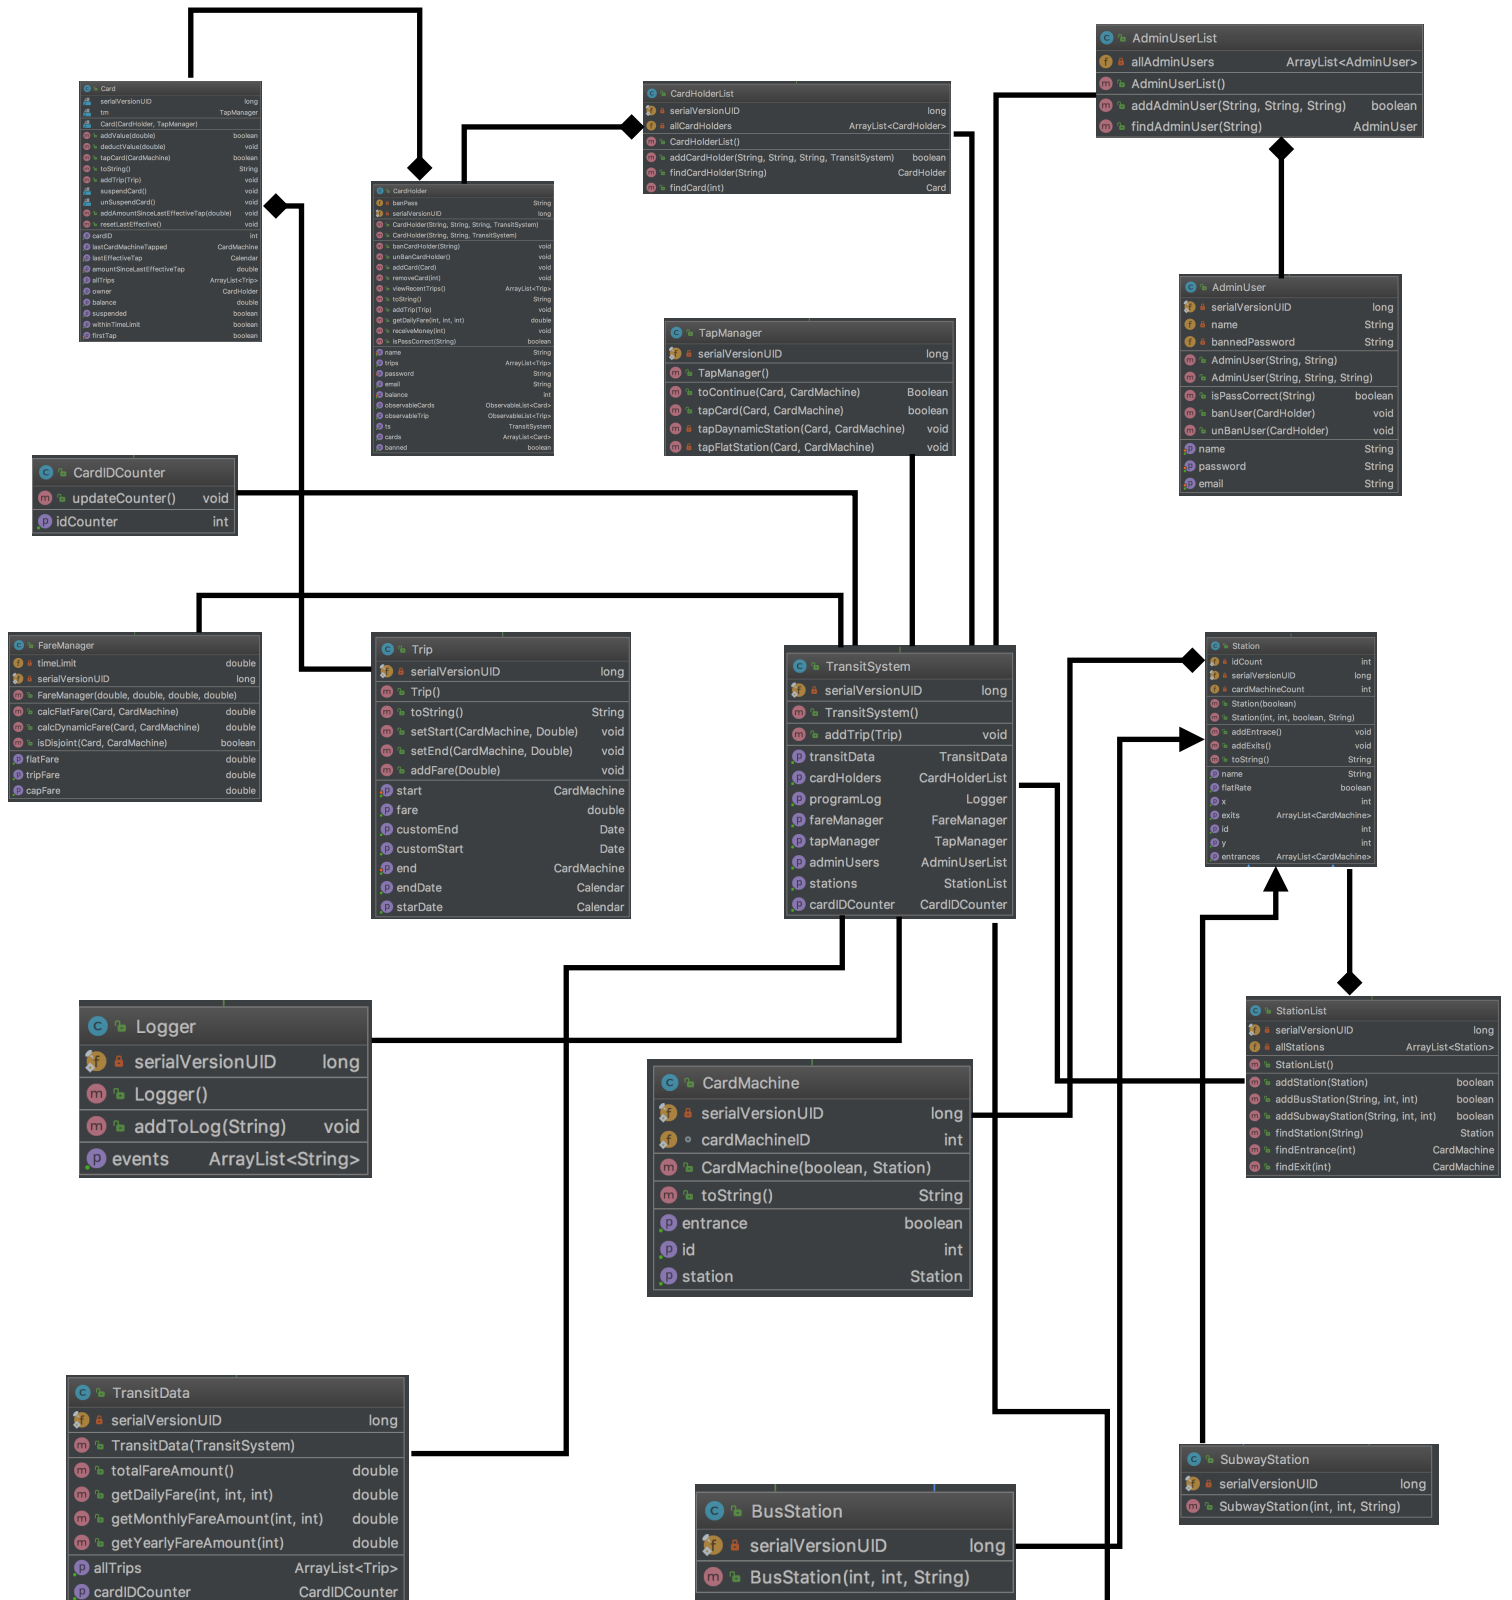 Card
serialVersionUID long
tm TapManager
Card(CardHolder, TapManager)
addValue(double) boolean
deductValue(double) void
tapCard(CardMachine) boolean
toString() String
addTrip(Trip) void
suspendCard() void
unSuspendCard() void
addAmountSinceLastEffectiveTap(double) void
resetLastEffective() void
cardID int
lastCardMachineTapped CardMachine
lastEffectiveTap Calendar
amountSinceLastEffectiveTap double
allTrips ArrayList<Trip>
owner CardHolder
balance double
suspended boolean
withinTimeLimit boolean
firstTap boolean
CardHolder
banPass String
serialVersionUID long
CardHolder(String, String, String, TransitSystem)
CardHolder(String, String, TransitSystem)
banCardHolder(String) void
unBanCardHolder() void
addCard(Card) void
removeCard(int) void
viewRecentTrips() ArrayList<Trip>
toString() String
addTrip(Trip) void
getDailyFare(int, int, int) double
receiveMoney(int) void
isPassCorrect(String) boolean
name String
trips ArrayList<Trip>
password String
email String
balance int
observableCards ObservableList<Card>
observableTrip ObservableList<Trip>
ts TransitSystem
cards ArrayList<Card>
banned boolean
CardHolderList
serialVersionUID long
allCardHolders ArrayList<CardHolder>
CardHolderList()
addCardHolder(String, String, String, TransitSystem) boolean
findCardHolder(String) CardHolder
findCard(int) Card
AdminUserList
allAdminUsers ArrayList<AdminUser>
AdminUserList()
addAdminUser(String, String, String) boolean
findAdminUser(String) AdminUser
AdminUser
serialVersionUID long
name String
bannedPassword String
AdminUser(String, String)
AdminUser(String, String, String)
isPassCorrect(String) boolean
banUser(CardHolder) void
unBanUser(CardHolder) void
name String
password String
email String
TapManager
serialVersionUID long
TapManager()
toContinue(Card, CardMachine) Boolean
tapCard(Card, CardMachine) boolean
tapDaynamicStation(Card, CardMachine) void
tapFlatStation(Card, CardMachine) void
CardIDCounter
updateCounter() void
idCounter int
FareManager
timeLimit double
serialVersionUID long
FareManager(double, double, double, double)
calcFlatFare(Card, CardMachine) double
calcDynamicFare(Card, CardMachine) double
isDisjoint(Card, CardMachine) boolean
flatFare double
tripFare double
capFare double
Trip
serialVersionUID long
Trip()
toString() String
setStart(CardMachine, Double) void
setEnd(CardMachine, Double) void
addFare(Double) void
start CardMachine
fare double
customEnd Date
customStart Date
end CardMachine
endDate Calendar
starDate Calendar
TransitSystem
serialVersionUID long
TransitSystem()
addTrip(Trip) void
transitData TransitData
cardHolders CardHolderList
programLog Logger
fareManager FareManager
tapManager TapManager
adminUsers AdminUserList
stations StationList
cardIDCounter CardIDCounter
Station
idCount int
serialVersionUID long
cardMachineCount int
Station(boolean)
Station(int, int, boolean, String)
addEntrace() void
addExits() void
toString() String
name String
flatRate boolean
x int
exits ArrayList<CardMachine>
id int
y int
entrances ArrayList<CardMachine>
StationList
serialVersionUID long
allStations ArrayList<Station>
StationList()
addStation(Station) boolean
addBusStation(String, int, int) boolean
addSubwayStation(String, int, int) boolean
findStation(String) Station
findEntrance(int) CardMachine
findExit(int) CardMachine
Logger
serialVersionUID long
Logger()
addToLog(String) void
events ArrayList<String>
CardMachine
serialVersionUID long
cardMachineID int
CardMachine(boolean, Station)
toString() String
entrance boolean
id int
station Station
TransitData
serialVersionUID long
TransitData(TransitSystem)
totalFareAmount() double
getDailyFare(int, int, int) double
getMonthlyFareAmount(int, int) double
getYearlyFareAmount(int) double
allTrips ArrayList<Trip>
cardIDCounter CardIDCounter
BusStation
serialVersionUID long
BusStation(int, int, String)
SubwayStation
serialVersionUID long
SubwayStation(int, int, String)